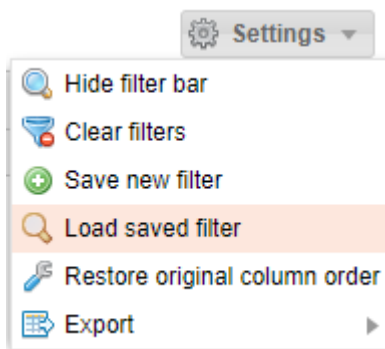 Settings
Hide filter bar
Clear filters
Save new filter
Load saved filter
Restore original column order
Export